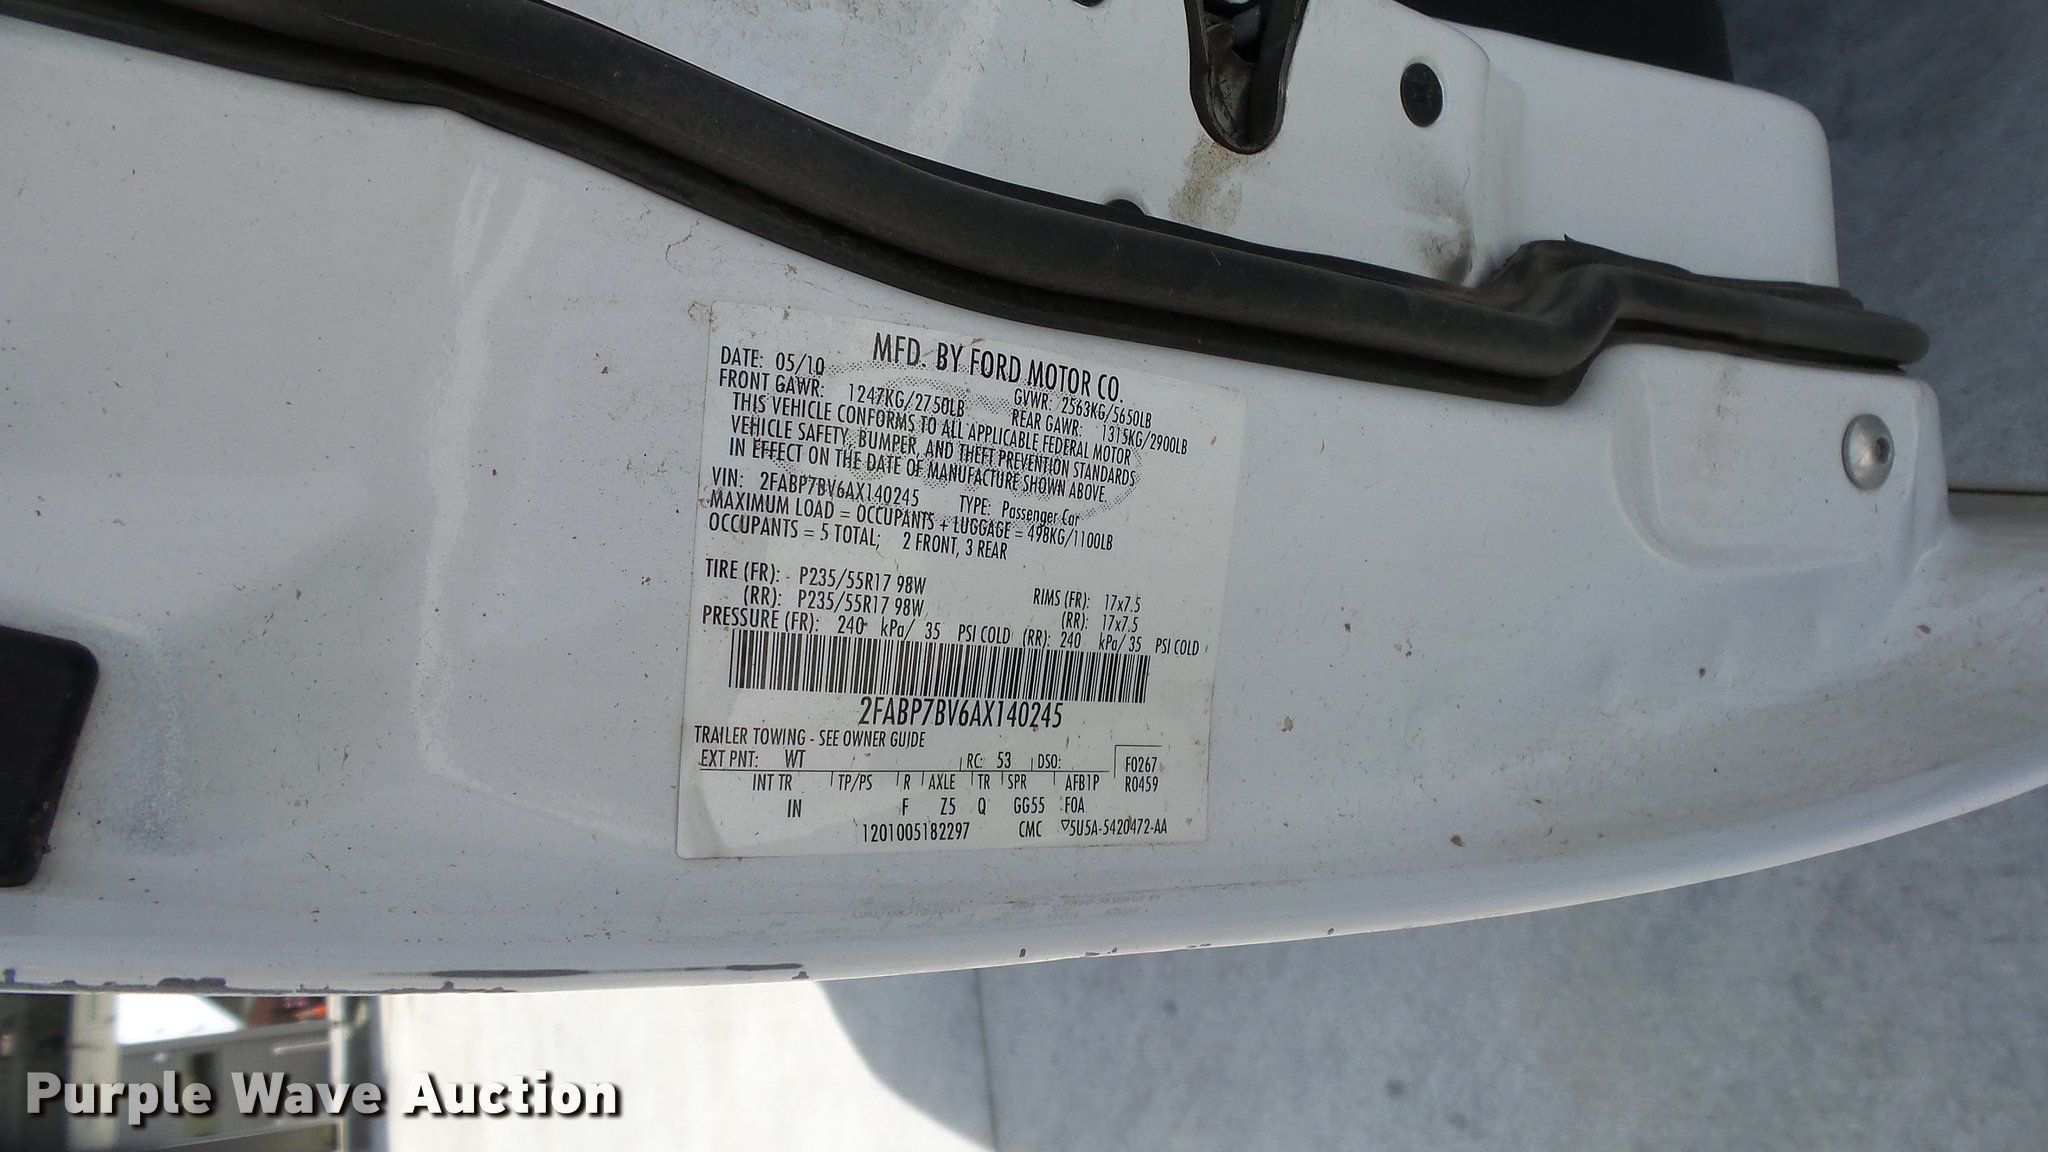 MFD. BY FORD MOTOR CO.
DATE: 05/10 GVWR: 2563KG/5650LB
FRONT GAWR: 1247KG/2750LB REAR GAWR: 1315KG/2900LB
THIS VEHICLE CONFORMS TO ALL APPLICABLE FEDERAL MOTOR
VEHICLE SAFETY, BUMPER, AND THEFT PREVENTION STANDARDS
IN EFFECT ON THE DATE OF MANUFACTURE SHOWN ABOVE.
VIN: 2FABP7BV6AX140245 TYPE: Passenger Car
MAXIMUM LOAD = OCCUPANTS + LUGGAGE = 498KG/1100LB
OCCUPANTS = 5 TOTAL; 2 FRONT, 3 REAR
TIRE (FR): P235/55R17 98W RIMS (FR): 17x7.5
(RR): P235/55R17 98W (RR): 17x7.5
PRESSURE (FR): 240 kPa/ 35 PSI COLD (RR): 240 kPa/ 35 PSI COLD
2FABP7BV6AX140245
TRAILER TOWING - SEE OWNER GUIDE
EXT PNT: WT RC: 53 DSO: F0267
INT TR TP/PS R AXLE TR SPR AFB1P R0459
IN F Z5 Q GG55 F0A
1201005182297 CMC ▽5U5A-5420472-AA
Purple Wave Auction